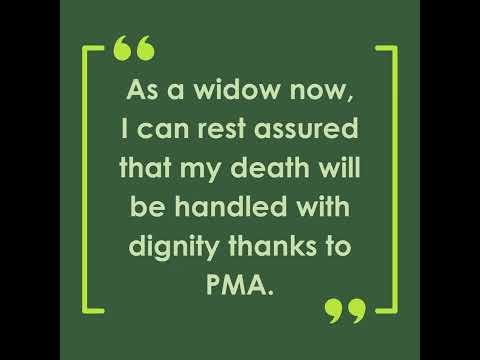 As a widow now,
I can rest assured
that my death will
be handled with
dignity thanks to
PMA.